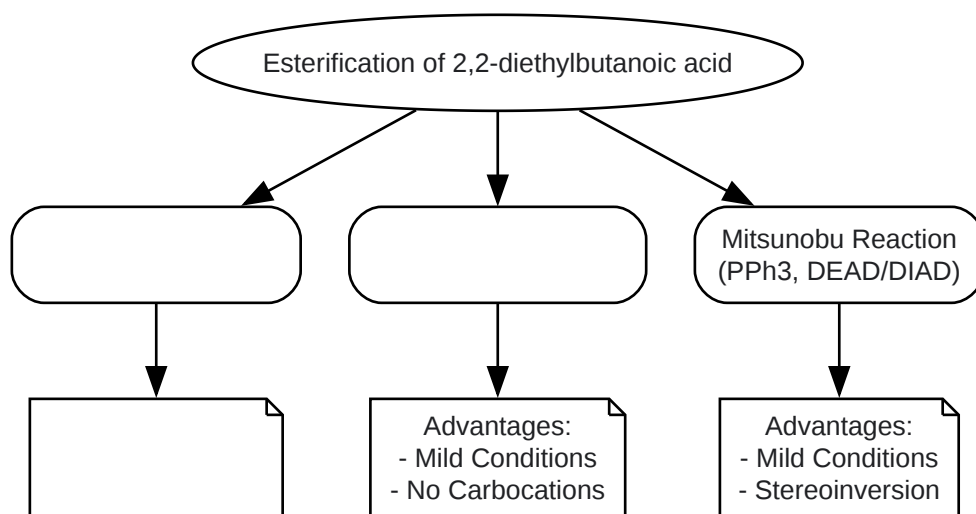 Esterification of 2,2-diethylbutanoic acid
Mitsunobu Reaction
(PPh3, DEAD/DIAD)
Advantages:
- Mild Conditions
- No Carbocations
Advantages:
- Mild Conditions
- Stereoinversion